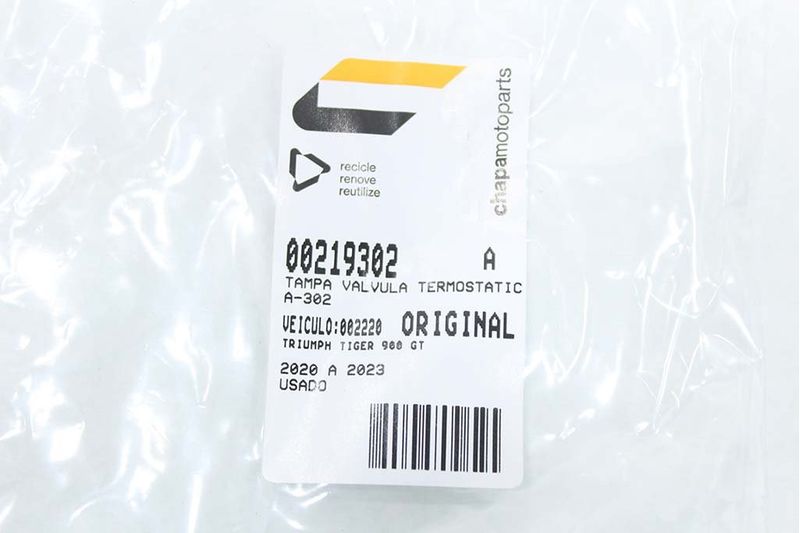 chapamotoparts
recicle
renove
reutilize
00219302 A
TAMPA VALVULA TERMOSTATIC
A-302
VEICULO:002220 ORIGINAL
TRIUMPH TIGER 900 GT
2020 A 2023
USADO